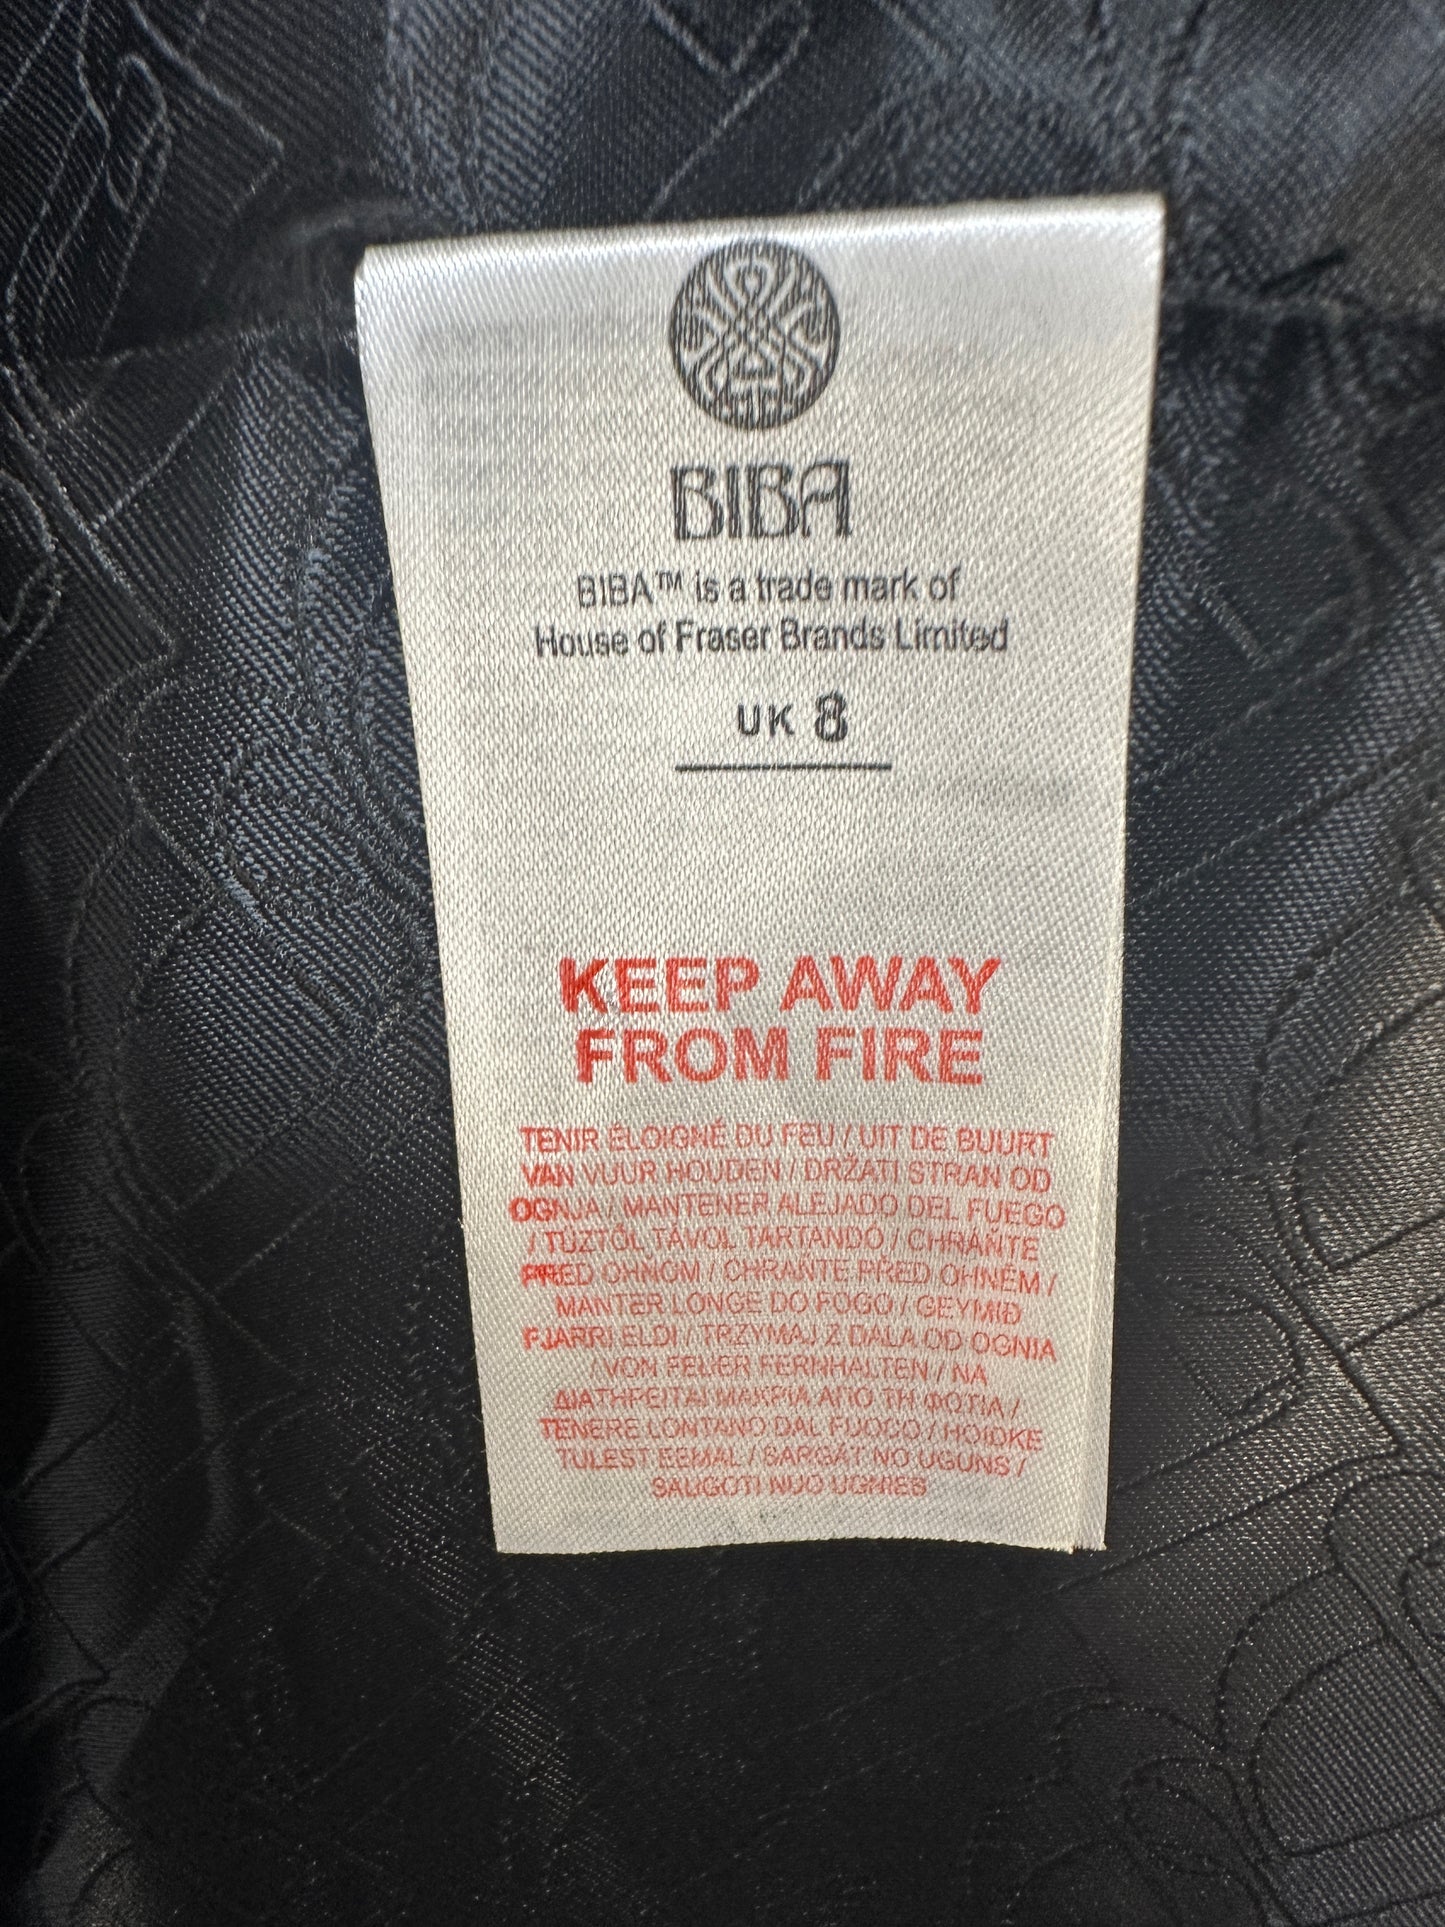 BIBA
BIBA™ is a trade mark of
House of Fraser Brands Limited
UK 8
KEEP AWAY
FROM FIRE
TENIR ÉLOIGNÉ DU FEU / UIT DE BUURT
VAN VUUR HOUDEN / DRŽATI STRAN OD
OGNJA / MANTENER ALEJADO DEL FUEGO
/ TŰZTŐL TÁVOL TARTANDÓ / CHRAŇTE
PŘED OHNOM / CHRAŇTE PŘED OHNĚM /
MANTER LONGE DO FOGO / GEYMIÐ
FJARRI ELDI / TRZYMAJ Z DALA OD OGNIA
/ VON FEUER FERNHALTEN / NA
ΔΙΑΤΗΡΕΙΤΑΙ ΜΑΚΡΙΑ ΑΠΟ ΤΗ ΦΩΤΙΑ /
TENERE LONTANO DAL FUOCO / HOIDKE
TULEST EEMAL / SARGĀT NO UGUNS /
SAUGOTI NUO UGNIES